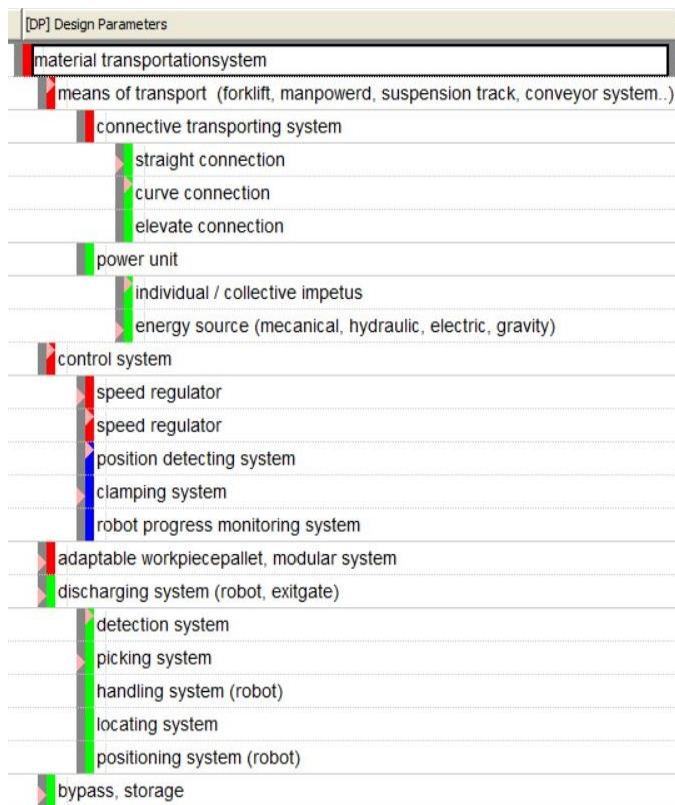 [DP] Design Parameters
material transportationsystem
means of transport (forklift, manpowerd, suspension track, conveyor system..)
connective transporting system
straight connection
curve connection
elevate connection
power unit
individual / collective impetus
energy source (mecanical, hydraulic, electric, gravity)
control system
speed regulator
speed regulator
position detecting system
clamping system
robot progress monitoring system
adaptable workpiecepallet, modular system
discharging system (robot, exitgate)
detection system
picking system
handling system (robot)
locating system
positioning system (robot)
bypass, storage